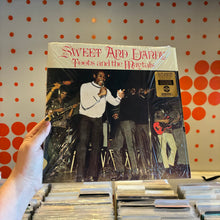 Sweet And Dandy
Toots and the Maytals